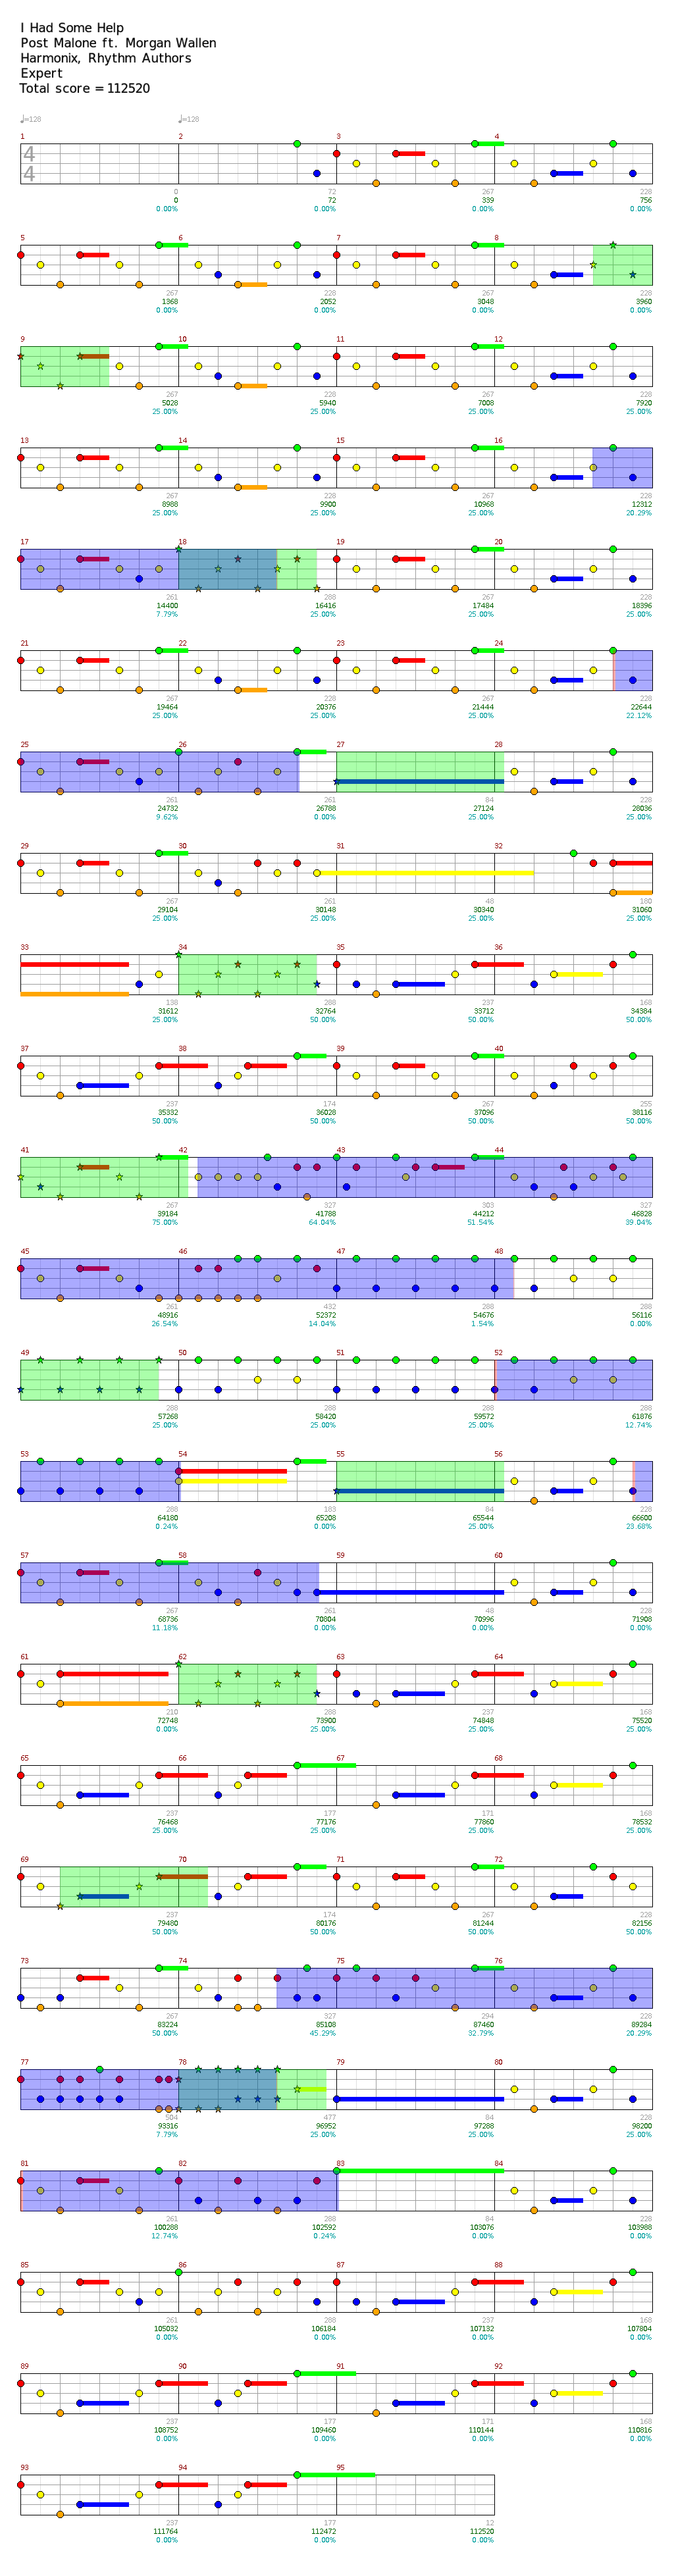 I Had Some Help
Post Malone ft. Morgan Wallen
Harmonix, Rhythm Authors
Expert
Total score = 112520
♩=128 ♩=128
1 2 3 4
4
4
0 72 267 228
0 72 339 756
0.00% 0.00% 0.00% 0.00%
5 6 7 8
267 228 267 228
1368 2052 3048 3960
0.00% 0.00% 0.00% 0.00%
9 10 11 12
267 228 267 228
5028 5940 7008 7920
25.00% 25.00% 25.00% 25.00%
13 14 15 16
267 228 267 228
8988 9900 10968 12312
25.00% 25.00% 25.00% 20.29%
17 18 19 20
261 288 267 228
14400 16416 17484 18396
7.79% 25.00% 25.00% 25.00%
21 22 23 24
267 228 267 228
19464 20376 21444 22644
25.00% 25.00% 25.00% 22.12%
25 26 27 28
261 261 84 228
24732 26788 27124 28036
9.62% 0.00% 25.00% 25.00%
29 30 31 32
267 261 48 180
29104 30148 30340 31060
25.00% 25.00% 25.00% 25.00%
33 34 35 36
138 288 237 168
31612 32764 33712 34384
25.00% 50.00% 50.00% 50.00%
37 38 39 40
237 174 267 255
35332 36028 37096 38116
50.00% 50.00% 50.00% 50.00%
41 42 43 44
267 327 303 327
39184 41788 44212 46828
75.00% 64.04% 51.54% 39.04%
45 46 47 48
261 432 288 288
48916 52372 54676 56116
26.54% 14.04% 1.54% 0.00%
49 50 51 52
288 288 288 288
57268 58420 59572 61876
25.00% 25.00% 25.00% 12.74%
53 54 55 56
288 183 84 228
64180 65208 65544 66600
0.24% 0.00% 25.00% 23.68%
57 58 59 60
267 261 48 228
68736 70804 70996 71908
11.18% 0.00% 0.00% 0.00%
61 62 63 64
210 288 237 168
72748 73900 74848 75520
0.00% 25.00% 25.00% 25.00%
65 66 67 68
237 177 171 168
76468 77176 77860 78532
25.00% 25.00% 25.00% 25.00%
69 70 71 72
237 174 267 228
79480 80176 81244 82156
50.00% 50.00% 50.00% 50.00%
73 74 75 76
267 327 294 228
83224 85108 87460 89284
50.00% 45.29% 32.79% 20.29%
77 78 79 80
504 477 84 228
93316 96952 97288 98200
7.79% 25.00% 25.00% 25.00%
81 82 83 84
261 288 84 228
100288 102592 103076 103988
12.74% 0.24% 0.00% 0.00%
85 86 87 88
261 288 237 168
105032 106184 107132 107804
0.00% 0.00% 0.00% 0.00%
89 90 91 92
237 177 171 168
108752 109460 110144 110816
0.00% 0.00% 0.00% 0.00%
93 94 95
237 177 12
111764 112472 112520
0.00% 0.00% 0.00%